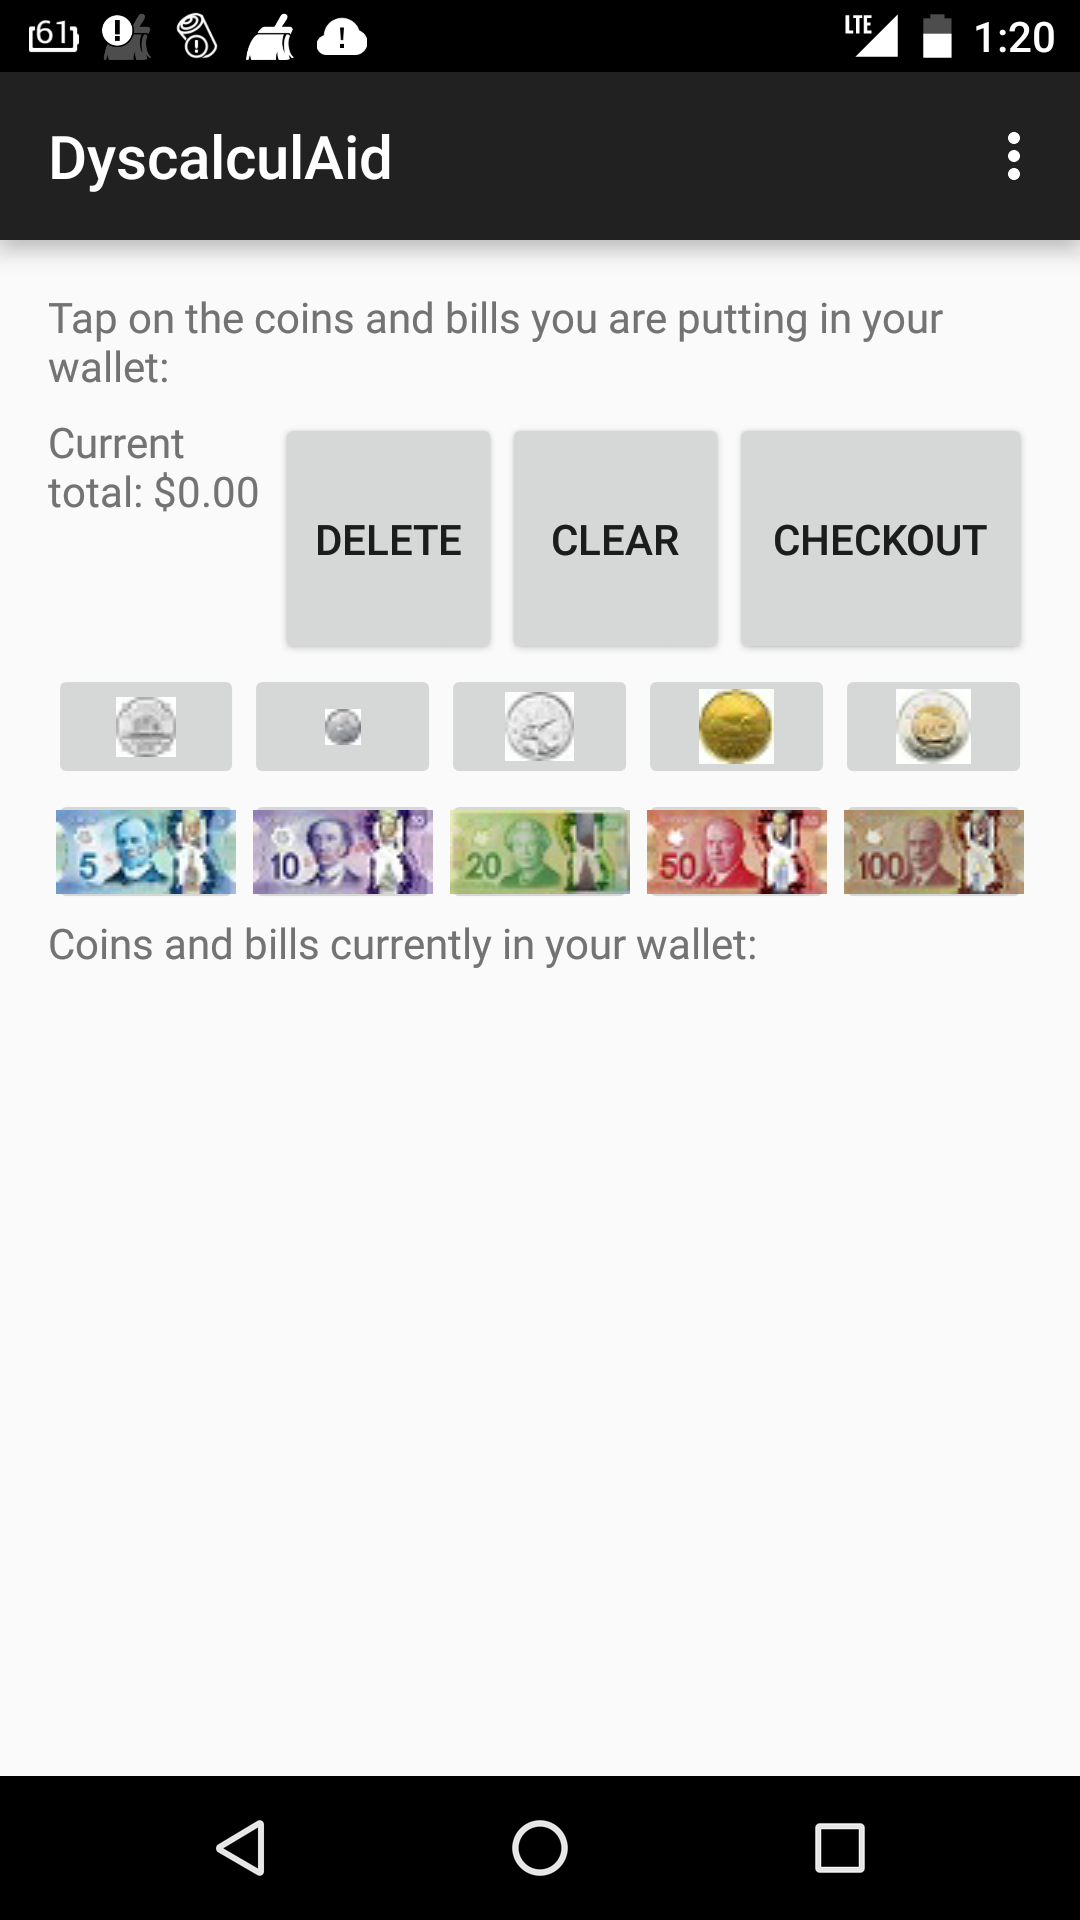 61
LTE
1:20
DyscalculAid
Tap on the coins and bills you are putting in your
wallet:
Current
total: $0.00
DELETE
CLEAR
CHECKOUT
5
10
20
50
100
Coins and bills currently in your wallet: